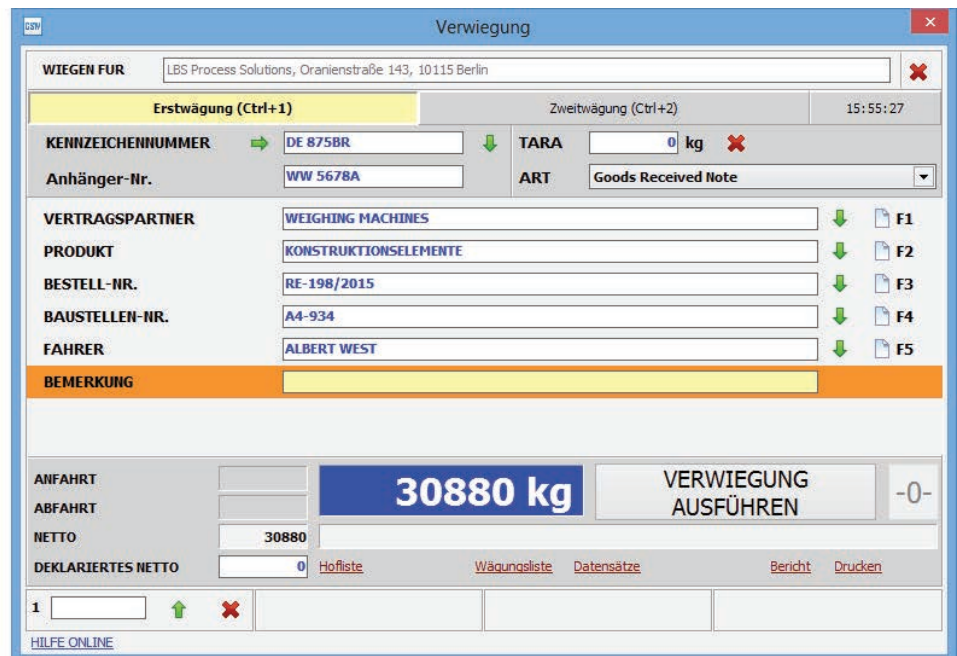 GSW Verwiegung
WIEGEN FUR LBS Process Solutions, Oranienstraße 143, 10115 Berlin
Erstwägung (Ctrl+1) Zweitwägung (Ctrl+2) 15:55:27
KENNZEICHENNUMMER DE 875BR TARA 0 kg
Anhänger-Nr. WW 5678A ART Goods Received Note
VERTRAGSPARTNER WEIGHING MACHINES F1
PRODUKT KONSTRUKTIONSELEMENTE F2
BESTELL-NR. RE-198/2015 F3
BAUSTELLEN-NR. A4-934 F4
FAHRER ALBERT WEST F5
BEMERKUNG
ANFAHRT
30880 kg
VERWIEGUNG
AUSFÜHREN
-0-
ABFAHRT
NETTO 30880
DEKLARIERTES NETTO 0 Hofliste Wägungsliste Datensätze Bericht Drucken
1
HILFE ONLINE